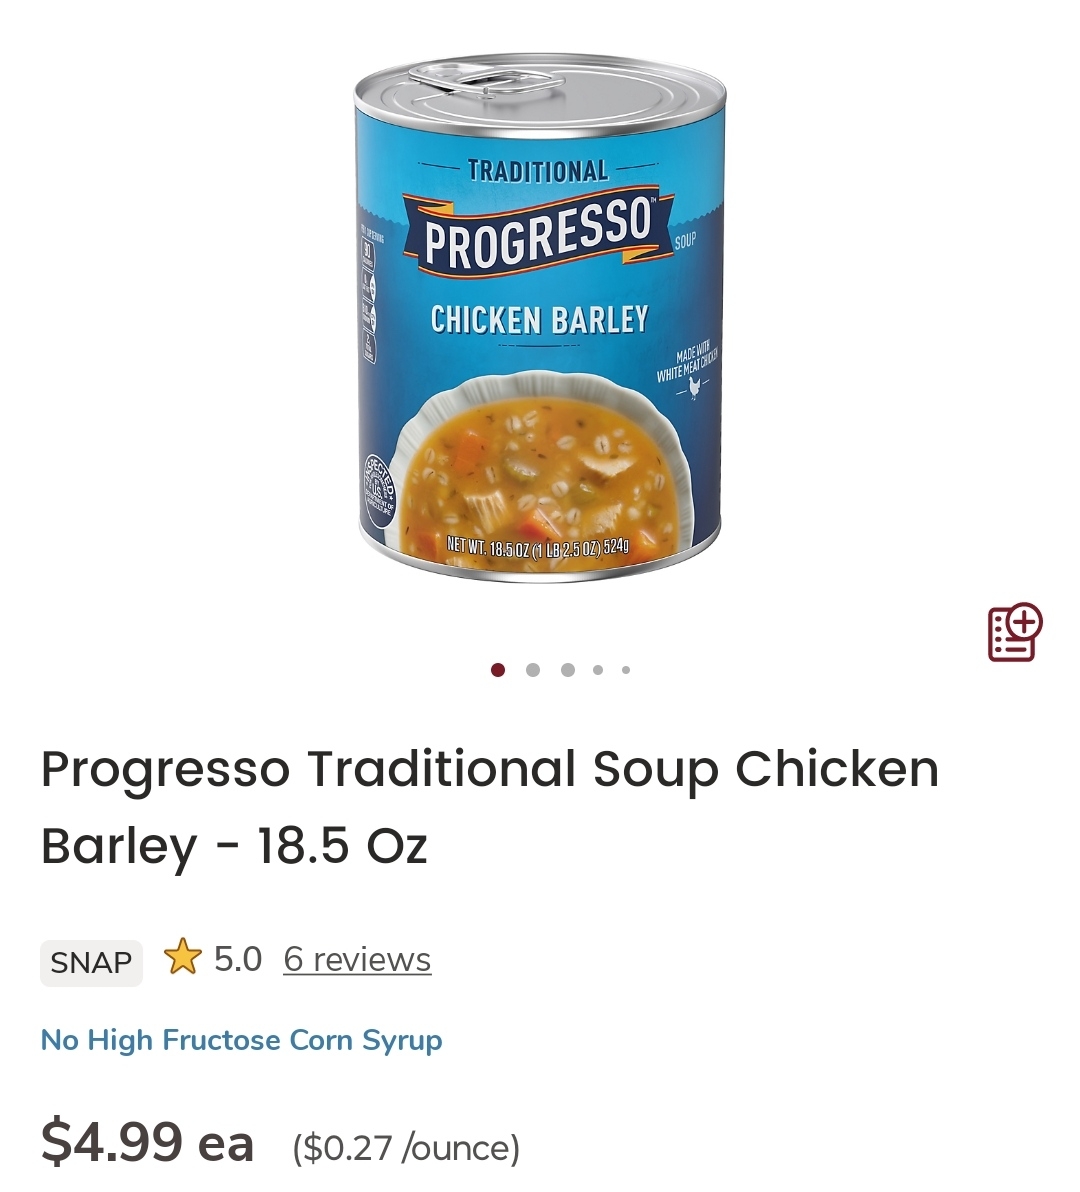 TRADITIONAL
PROGRESSO™
SOUP
CHICKEN BARLEY
MADE WITH
WHITE MEAT CHICKEN
NET WT. 18.5 OZ (1 LB 2.5 OZ) 524g
Progresso Traditional Soup Chicken
Barley - 18.5 Oz
SNAP 5.0 6 reviews
No High Fructose Corn Syrup
$4.99 ea ($0.27 /ounce)